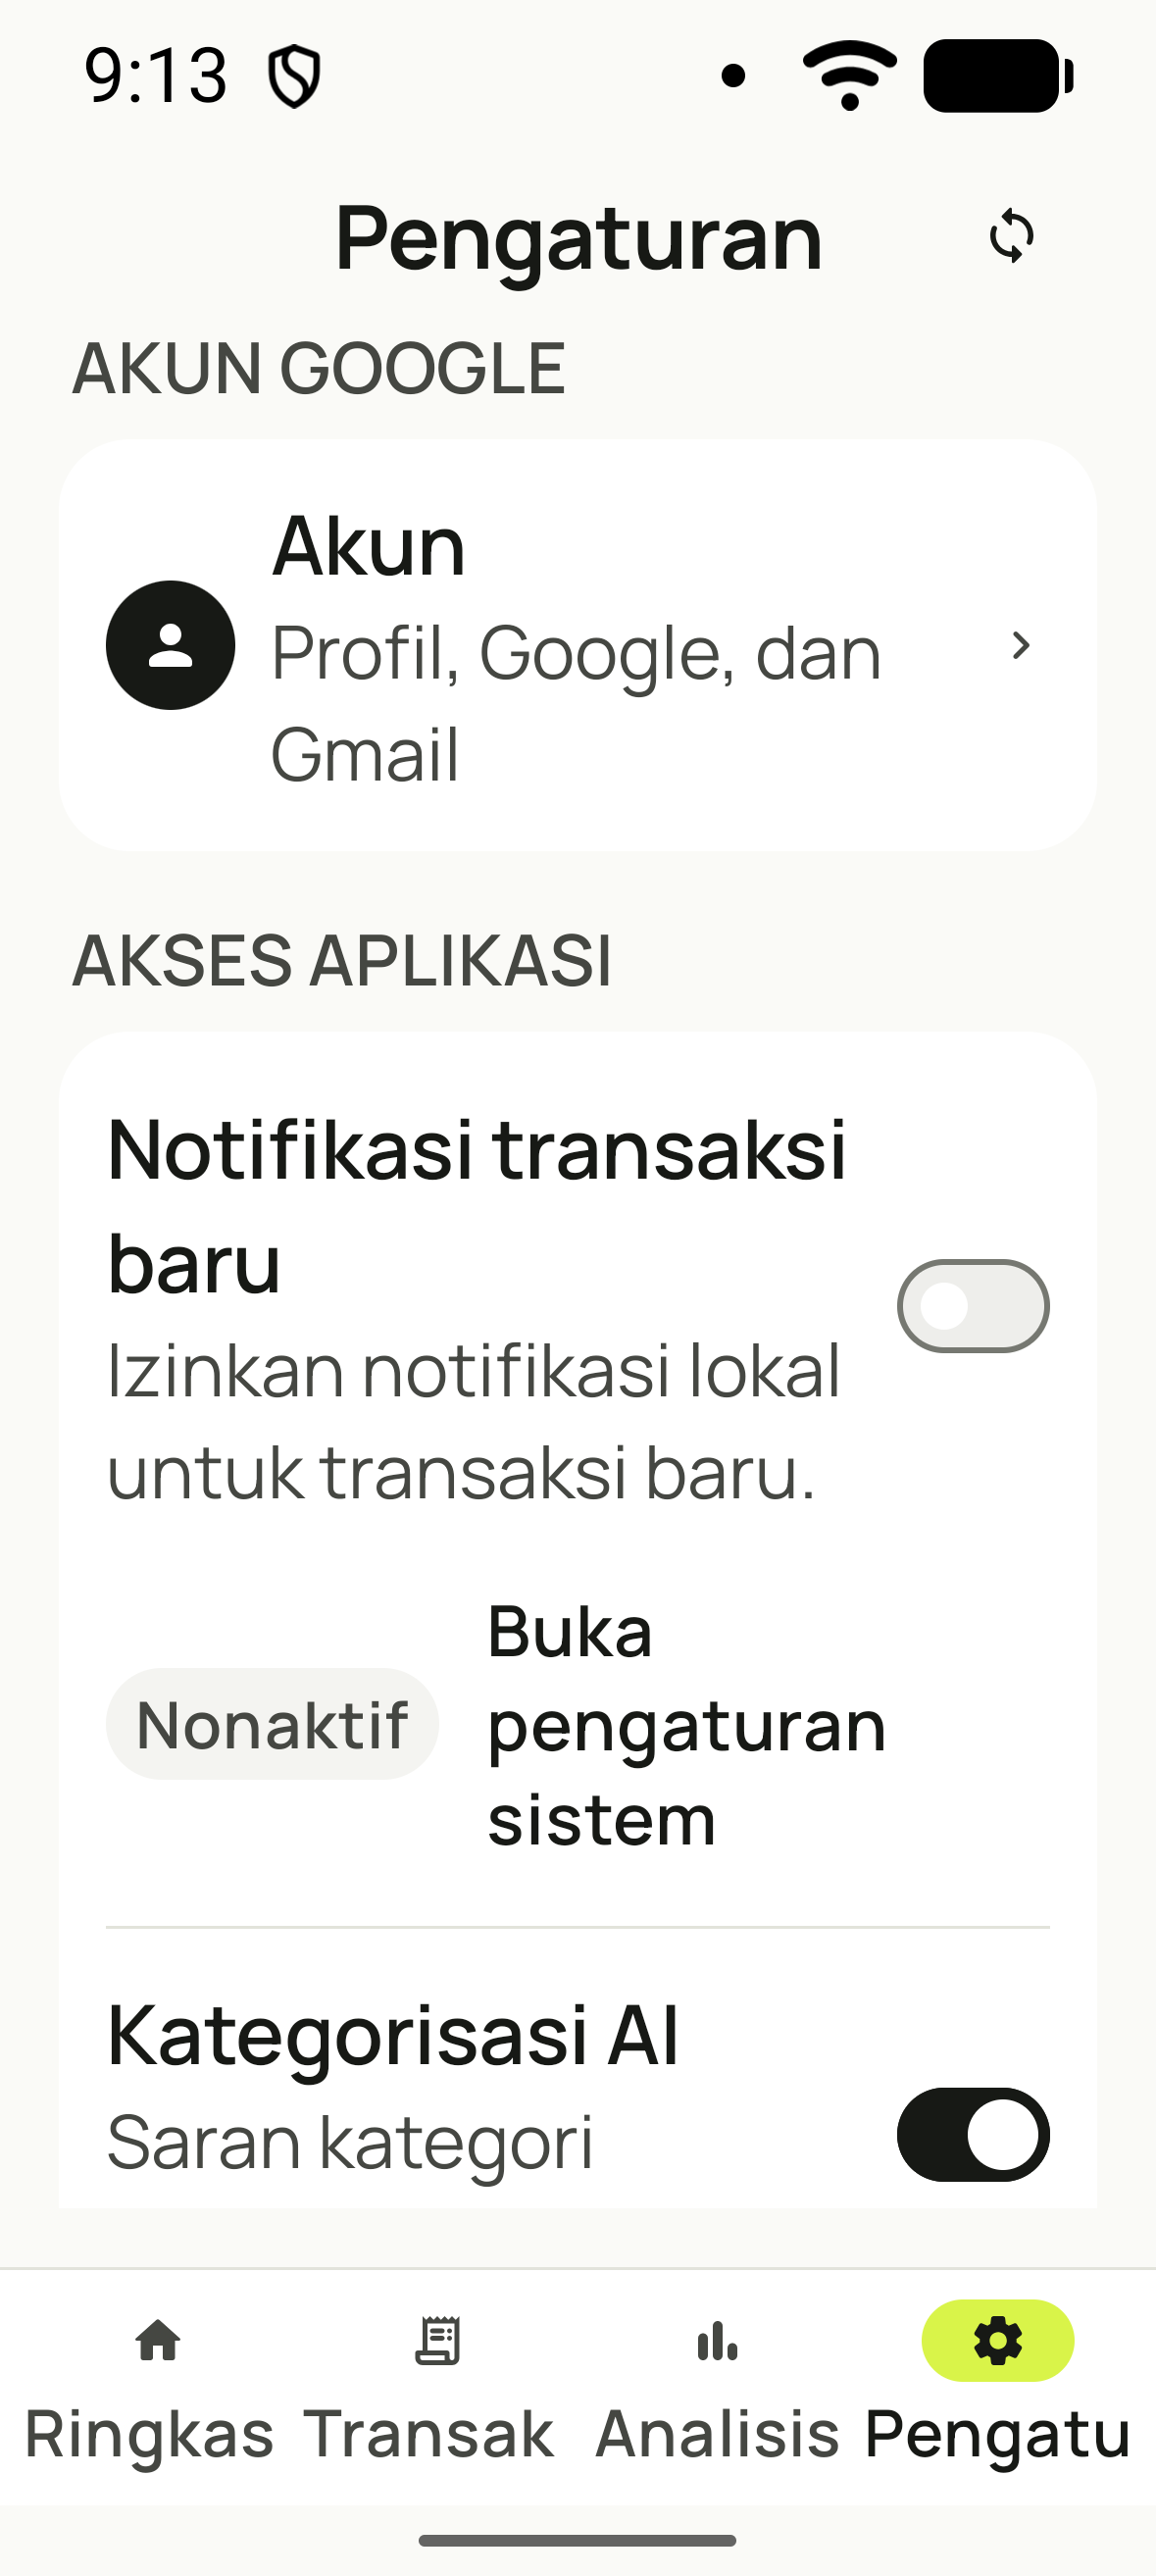 9:13
Pengaturan
AKUN GOOGLE
Akun
Profil, Google, dan
Gmail
AKSES APLIKASI
Notifikasi transaksi
baru
Izinkan notifikasi lokal
untuk transaksi baru.
Nonaktif
Buka
pengaturan
sistem
Kategorisasi AI
Saran kategori
Ringkas
Transak
Analisis
Pengatu